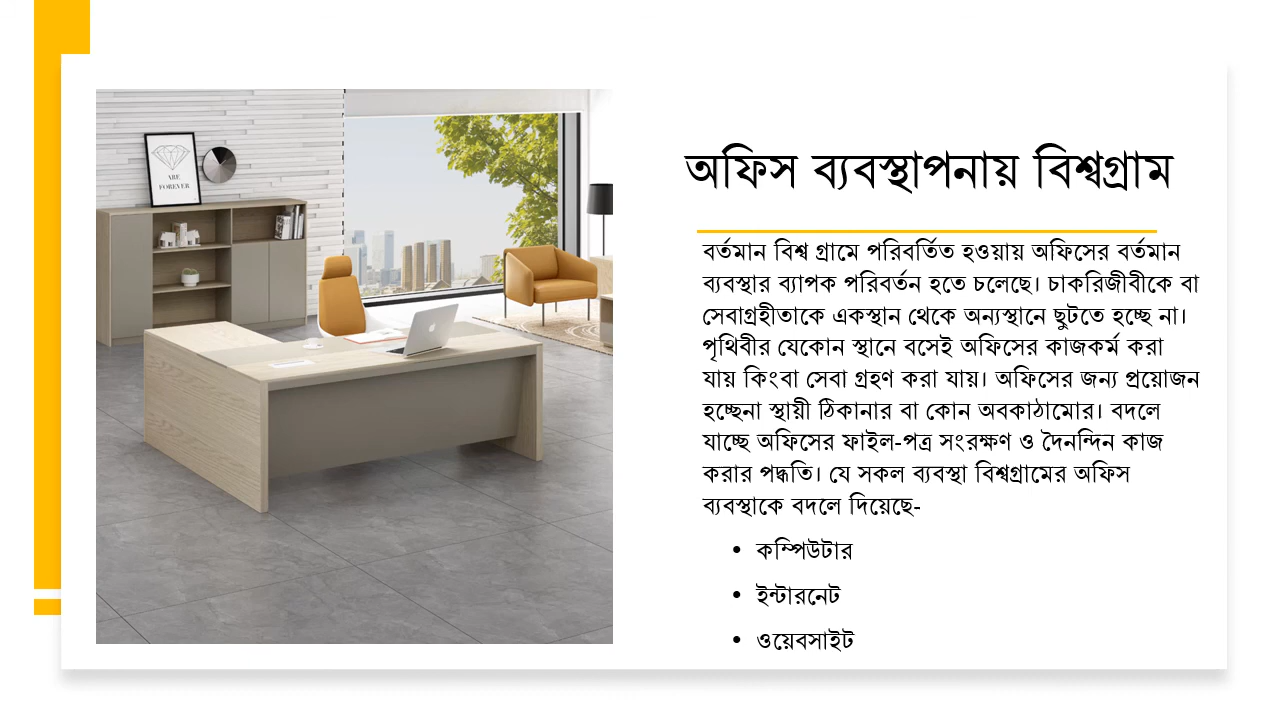 ARE
FOREVER
অফিস ব্যবস্থাপনায় বিশ্বগ্রাম
বর্তমান বিশ্ব গ্রামে পরিবর্তিত হওয়ায় অফিসের বর্তমান
ব্যবস্থার ব্যাপক পরিবর্তন হতে চলেছে। চাকরিজীবীকে বা
সেবাগ্রহীতাকে একস্থান থেকে অন্যস্থানে ছুটতে হচ্ছে না।
পৃথিবীর যেকোন স্থানে বসেই অফিসের কাজকর্ম করা
যায় কিংবা সেবা গ্রহণ করা যায়। অফিসের জন্য প্রয়োজন
হচ্ছেনা স্থায়ী ঠিকানার বা কোন অবকাঠামোর। বদলে
যাচ্ছে অফিসের ফাইল-পত্র সংরক্ষণ ও দৈনন্দিন কাজ
করার পদ্ধতি। যে সকল ব্যবস্থা বিশ্বগ্রামের অফিস
ব্যবস্থাকে বদলে দিয়েছে-
• কম্পিউটার
• ইন্টারনেট
• ওয়েবসাইট